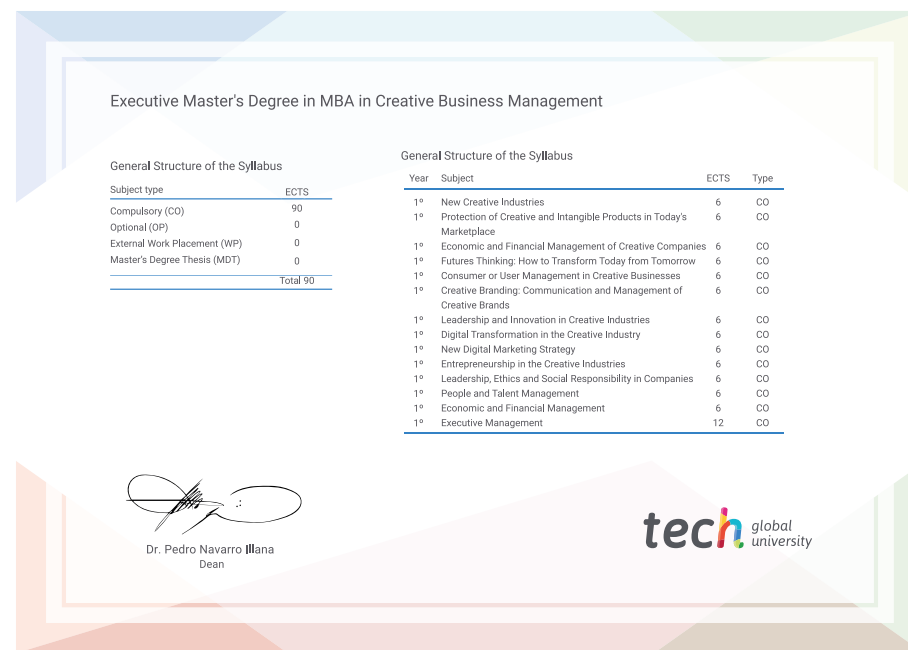 Executive Master's Degree in MBA in Creative Business Management
General Structure of the Syllabus
Subject type ECTS
Compulsory (CO) 90
Optional (OP) 0
External Work Placement (WP) 0
Master's Degree Thesis (MDT) 0
Total 90
General Structure of the Syllabus
Year Subject ECTS Type
1º New Creative Industries 6 CO
1º Protection of Creative and Intangible Products in Today's 6 CO
Marketplace
1º Economic and Financial Management of Creative Companies 6 CO
1º Futures Thinking: How to Transform Today from Tomorrow 6 CO
1º Consumer or User Management in Creative Businesses 6 CO
1º Creative Branding: Communication and Management of 6 CO
Creative Brands
1º Leadership and Innovation in Creative Industries 6 CO
1º Digital Transformation in the Creative Industry 6 CO
1º New Digital Marketing Strategy 6 CO
1º Entrepreneurship in the Creative Industries 6 CO
1º Leadership, Ethics and Social Responsibility in Companies 6 CO
1º People and Talent Management 6 CO
1º Economic and Financial Management 6 CO
1º Executive Management 12 CO
Dr. Pedro Navarro Illana
Dean
tech global
university